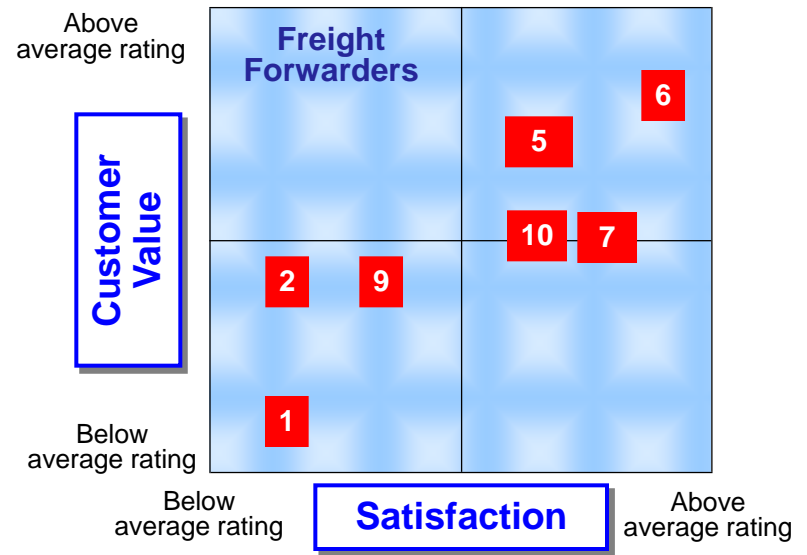 Above
average rating
Freight
Forwarders
6
5
Customer
Value
10
7
2
9
1
Below
average rating
Below
average rating
Satisfaction
Above
average rating